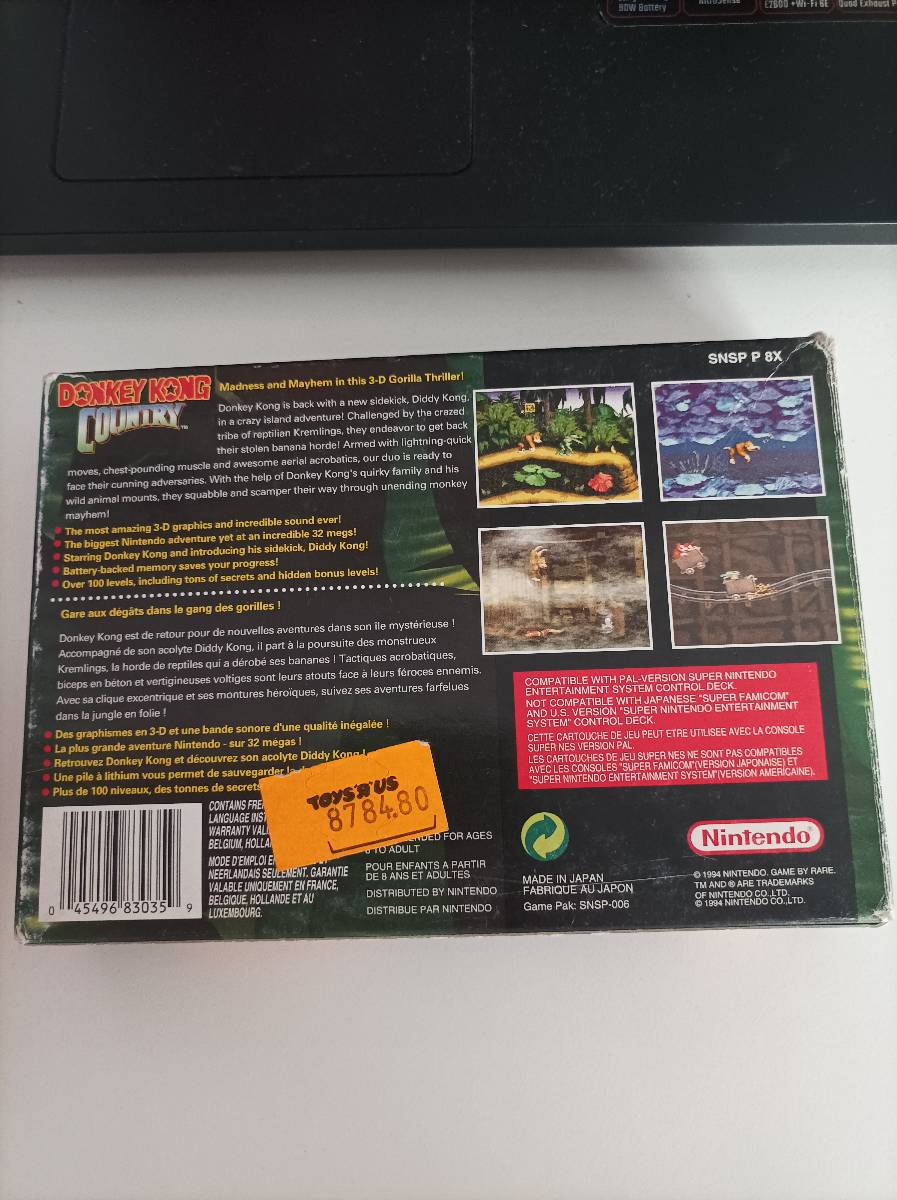 90W Battery
E2600 +Wi-Fi 6E
Quad Exhaust
SNSP P 8X
DONKEY KONG
COUNTRY
TM
Madness and Mayhem in this 3-D Gorilla Thriller!
Donkey Kong is back with a new sidekick, Diddy Kong,
in a crazy island adventure! Challenged by the crazed
tribe of reptilian Kremlings, they endeavor to get back
their stolen banana horde! Armed with lightning-quick
moves, chest-pounding muscle and awesome aerial acrobatics, our duo is ready to
face their cunning adversaries. With the help of Donkey Kong's quirky family and his
wild animal mounts, they squabble and scamper their way through unending monkey
mayhem!
The most amazing 3-D graphics and incredible sound ever!
The biggest Nintendo adventure yet at an incredible 32 megs!
Starring Donkey Kong and introducing his sidekick, Diddy Kong!
Battery-backed memory saves your progress!
Over 100 levels, including tons of secrets and hidden bonus levels!
Gare aux dégâts dans le gang des gorilles !
Donkey Kong est de retour pour de nouvelles aventures dans son île mystérieuse !
Accompagné de son acolyte Diddy Kong, il part à la poursuite des monstrueux
Kremlings, la horde de reptiles qui a dérobé ses bananes ! Tactiques acrobatiques,
biceps en béton et vertigineuses voltiges sont leurs atouts face à leurs féroces ennemis.
Avec sa clique excentrique et ses montures héroïques, suivez ses aventures farfelues
dans la jungle en folie !
Des graphismes en 3-D et une bande sonore d'une qualité inégalée !
La plus grande aventure Nintendo - sur 32 mégas !
Retrouvez Donkey Kong et découvrez son acolyte Diddy Kong !
Une pile à lithium vous permet de sauvegarder
Plus de 100 niveaux, des tonnes de secrets
COMPATIBLE WITH PAL-VERSION SUPER NINTENDO
ENTERTAINMENT SYSTEM CONTROL DECK.
NOT COMPATIBLE WITH JAPANESE "SUPER FAMICOM"
AND U.S. VERSION "SUPER NINTENDO ENTERTAINMENT
SYSTEM" CONTROL DECK.
CETTE CARTOUCHE DE JEU PEUT ETRE UTILISEE AVEC LA CONSOLE
SUPER NES VERSION PAL.
LES CARTOUCHES DE JEU SUPER NES NE SONT PAS COMPATIBLES
AVEC LES CONSOLES "SUPER FAMICOM"(VERSION JAPONAISE) ET
"SUPER NINTENDO ENTERTAINMENT SYSTEM"(VERSION AMERICAINE).
TOYS "R" US
8784.80
0 45496 83035 9
CONTAINS
LANGUAGE
WARRANTY
BELGIUM,
MODE D'EMPLOI
NEERLANDAIS SEULEMENT. GARANTIE
VALABLE UNIQUEMENT EN FRANCE,
BELGIQUE, HOLLANDE ET AU
LUXEMBOURG.
FOR AGES
TO ADULT
POUR ENFANTS A PARTIR
DE 8 ANS ET ADULTES
DISTRIBUTED BY NINTENDO
DISTRIBUE PAR NINTENDO
MADE IN JAPAN
FABRIQUE AU JAPON
Game Pak: SNSP-006
Nintendo®
© 1994 NINTENDO. GAME BY RARE.
TM AND ® ARE TRADEMARKS
OF NINTENDO CO.,LTD.
© 1994 NINTENDO CO.,LTD.